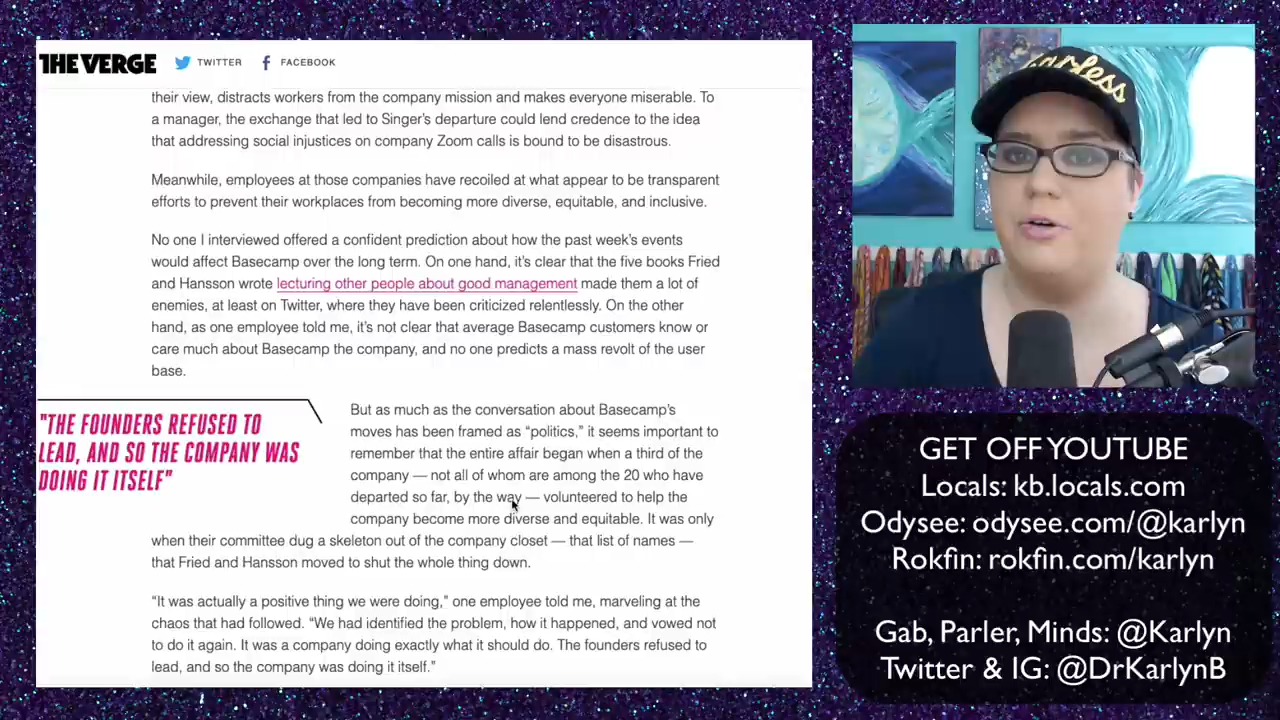 THE VERGE TWITTER FACEBOOK
their view, distracts workers from the company mission and makes everyone miserable. To
a manager, the exchange that led to Singer’s departure could lend credence to the idea
that addressing social injustices on company Zoom calls is bound to be disastrous.
Meanwhile, employees at those companies have recoiled at what appear to be transparent
efforts to prevent their workplaces from becoming more diverse, equitable, and inclusive.
No one I interviewed offered a confident prediction about how the past week’s events
would affect Basecamp over the long term. On one hand, it’s clear that the five books Fried
and Hansson wrote lecturing other people about good management made them a lot of
enemies, at least on Twitter, where they have been criticized relentlessly. On the other
hand, as one employee told me, it’s not clear that average Basecamp customers know or
care much about Basecamp the company, and no one predicts a mass revolt of the user
base.
"THE FOUNDERS REFUSED TO
LEAD, AND SO THE COMPANY WAS
DOING IT ITSELF"
But as much as the conversation about Basecamp’s
moves has been framed as “politics,” it seems important to
remember that the entire affair began when a third of the
company — not all of whom are among the 20 who have
departed so far, by the way — volunteered to help the
company become more diverse and equitable. It was only
when their committee dug a skeleton out of the company closet — that list of names —
that Fried and Hansson moved to shut the whole thing down.
“It was actually a positive thing we were doing,” one employee told me, marveling at the
chaos that had followed. “We had identified the problem, how it happened, and vowed not
to do it again. It was a company doing exactly what it should do. The founders refused to
lead, and so the company was doing it itself.”
fearless
GET OFF YOUTUBE
Locals: kb.locals.com
Odysee: odysee.com/@karlyn
Rokfin: rokfin.com/karlyn
Gab, Parler, Minds: @Karlyn
Twitter & IG: @DrKarlynB